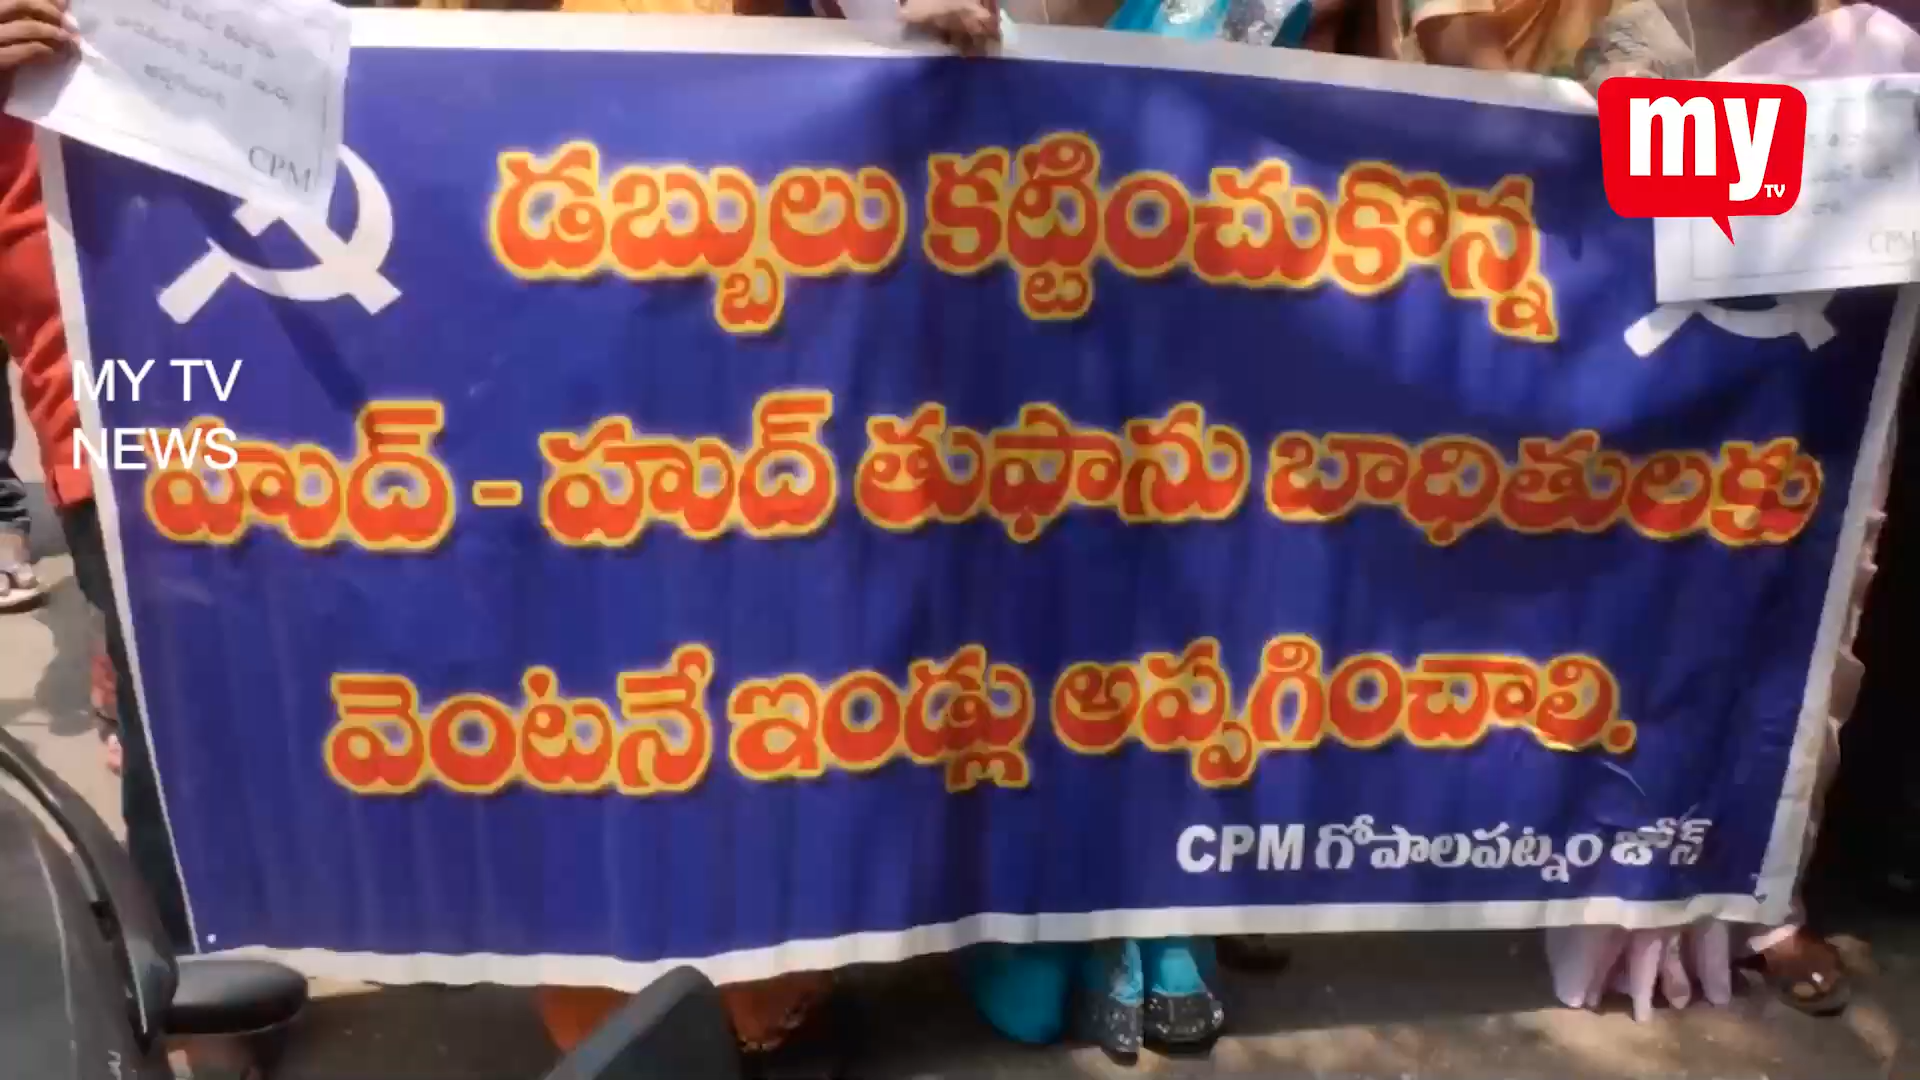 CPM
my TV
డబ్బులు కట్టించుకొన్న
MY TV
NEWS
హుద్ - హుద్ తుఫాను బాధితులకు
వెంటనే ఇండ్లు అప్పగించాలి.
CPM గోపాలపట్నం జోన్